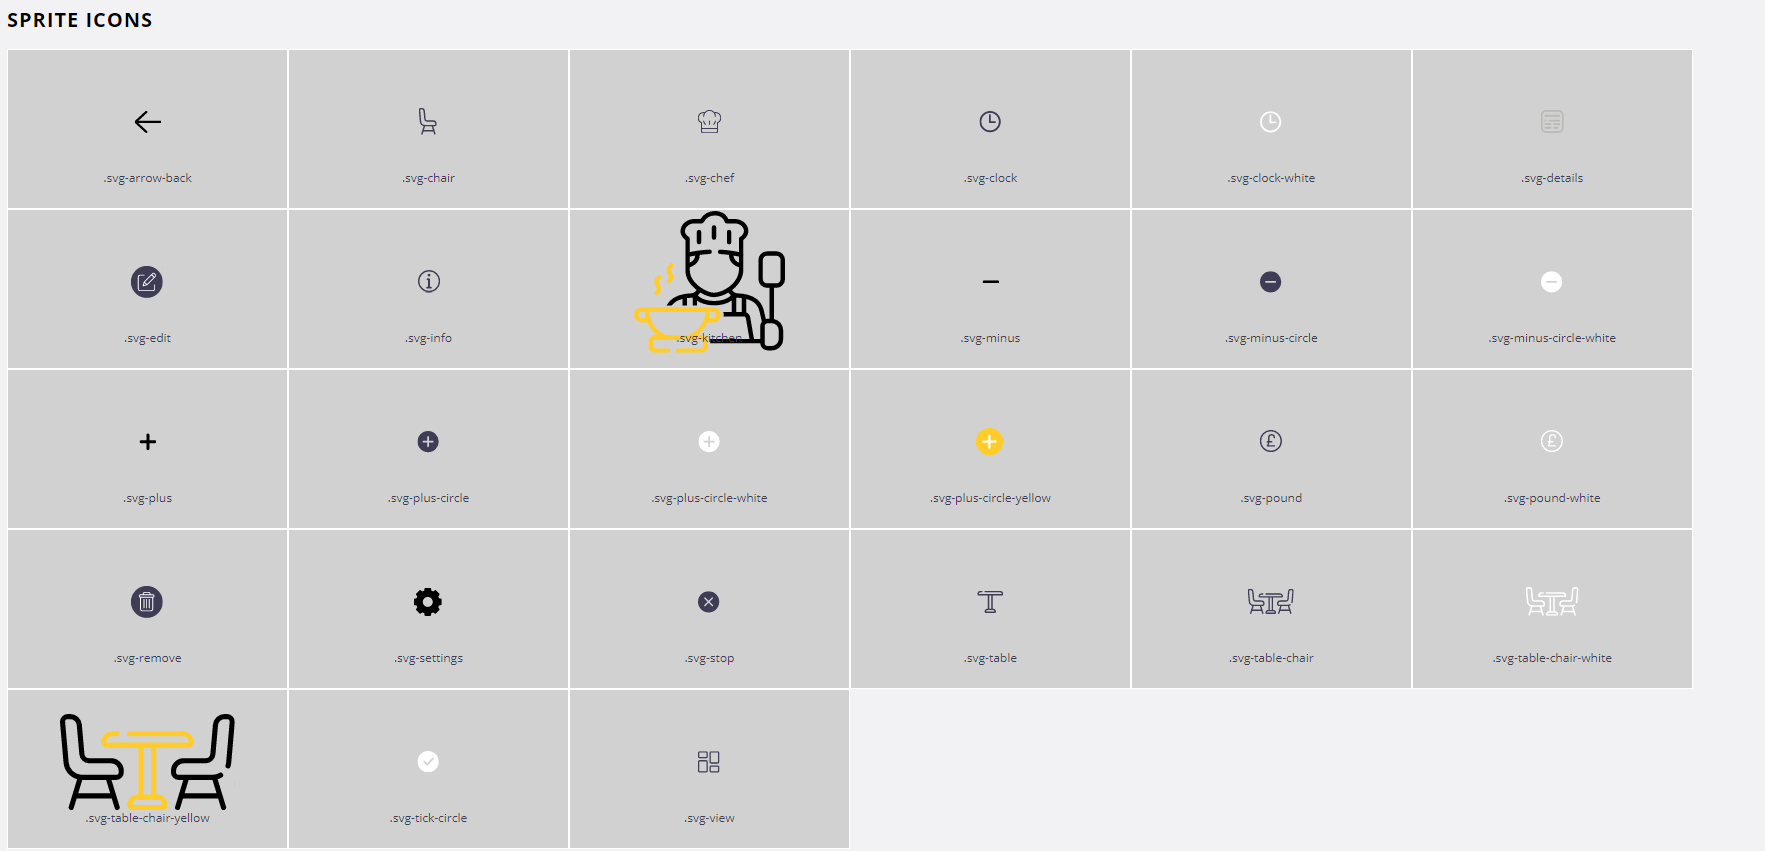 SPRITE ICONS
.svg-arrow-back
.svg-chair
.svg-chef
.svg-clock
.svg-clock-white
.svg-details
.svg-edit
.svg-info
.svg-kitchen
.svg-minus
.svg-minus-circle
.svg-minus-circle-white
.svg-plus
.svg-plus-circle
.svg-plus-circle-white
.svg-plus-circle-yellow
.svg-pound
.svg-pound-white
.svg-remove
.svg-settings
.svg-stop
.svg-table
.svg-table-chair
.svg-table-chair-white
.svg-table-chair-yellow
.svg-tick-circle
.svg-view